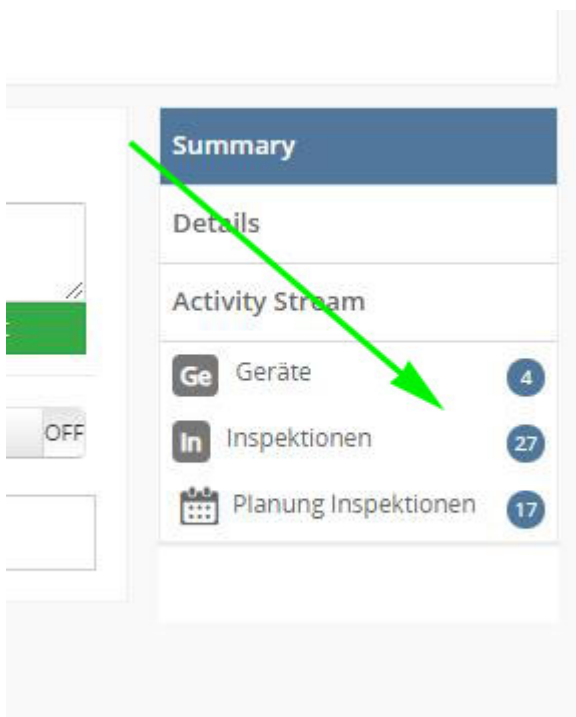 Summary
Details
Activity Stream
Ge Geräte 4
OFF
In Inspektionen 27
Planung Inspektionen 17